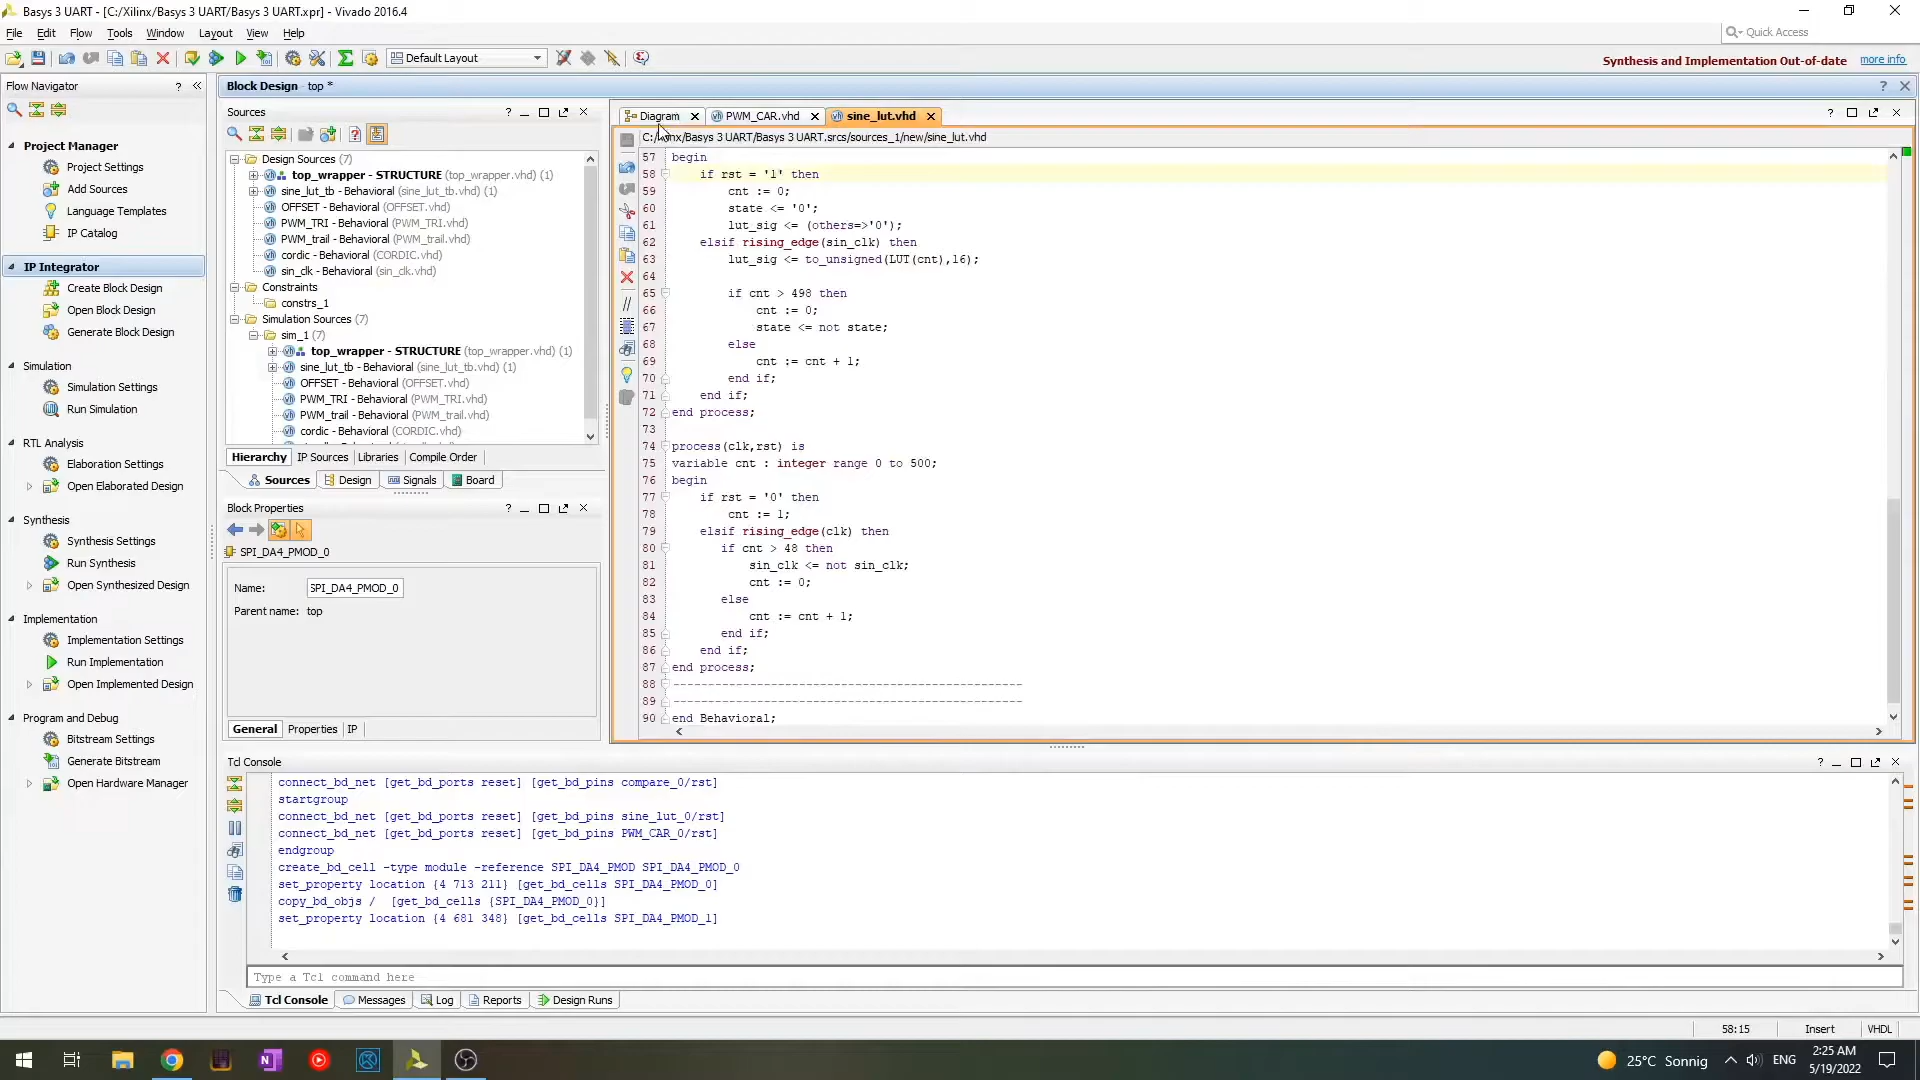 Basys 3 UART - [C:/Xilinx/Basys 3 UART/Basys 3 UART.xpr] - Vivado 2016.4
File Edit Flow Tools Window Layout View Help
Quick Access
Default Layout
Synthesis and Implementation Out-of-date more info
Flow Navigator
Project Manager
Project Settings
Add Sources
Language Templates
IP Catalog
IP Integrator
Create Block Design
Open Block Design
Generate Block Design
Simulation
Simulation Settings
Run Simulation
RTL Analysis
Elaboration Settings
Open Elaborated Design
Synthesis
Synthesis Settings
Run Synthesis
Open Synthesized Design
Implementation
Implementation Settings
Run Implementation
Open Implemented Design
Program and Debug
Bitstream Settings
Generate Bitstream
Open Hardware Manager
Block Design - top *
Sources
Design Sources (7)
top_wrapper - STRUCTURE (top_wrapper.vhd) (1)
sine_lut_tb - Behavioral (sine_lut_tb.vhd) (1)
OFFSET - Behavioral (OFFSET.vhd)
PWM_TRI - Behavioral (PWM_TRI.vhd)
PWM_trail - Behavioral (PWM_trail.vhd)
cordic - Behavioral (CORDIC.vhd)
sin_clk - Behavioral (sin_clk.vhd)
Constraints
constrs_1
Simulation Sources (7)
sim_1 (7)
top_wrapper - STRUCTURE (top_wrapper.vhd) (1)
sine_lut_tb - Behavioral (sine_lut_tb.vhd) (1)
OFFSET - Behavioral (OFFSET.vhd)
PWM_TRI - Behavioral (PWM_TRI.vhd)
PWM_trail - Behavioral (PWM_trail.vhd)
cordic - Behavioral (CORDIC.vhd)
Hierarchy IP Sources Libraries Compile Order
Sources Design Signals Board
Block Properties
SPI_DA4_PMOD_0
Name: SPI_DA4_PMOD_0
Parent name: top
General Properties IP
Diagram PWM_CAR.vhd sine_lut.vhd
UART/Basys 3 UART.srcs/sources_1/new/sine_lut.vhd
57 begin
58 if rst = '1' then
59 cnt := 0;
60 state <= '0';
61 lut_sig <= (others=>'0');
62 elsif rising_edge(sin_clk) then
63 lut_sig <= to_unsigned(LUT(cnt),16);
64
65 if cnt > 498 then
66 cnt := 0;
67 state <= not state;
68 else
69 cnt := cnt + 1;
70 end if;
71 end if;
72 end process;
73
74 process(clk,rst) is
75 variable cnt : integer range 0 to 500;
76 begin
77 if rst = '0' then
78 cnt := 1;
79 elsif rising_edge(clk) then
80 if cnt > 48 then
81 sin_clk <= not sin_clk;
82 cnt := 0;
83 else
84 cnt := cnt + 1;
85 end if;
86 end if;
87 end process;
88 --------------------------------------------------
89 --------------------------------------------------
90 end Behavioral;
Tcl Console
connect_bd_net [get_bd_ports reset] [get_bd_pins compare_0/rst]
startgroup
connect_bd_net [get_bd_ports reset] [get_bd_pins sine_lut_0/rst]
connect_bd_net [get_bd_ports reset] [get_bd_pins PWM_CAR_0/rst]
endgroup
create_bd_cell -type module -reference SPI_DA4_PMOD SPI_DA4_PMOD_0
set_property location {4 713 211} [get_bd_cells SPI_DA4_PMOD_0]
copy_bd_objs / [get_bd_cells {SPI_DA4_PMOD_0}]
set_property location {4 681 348} [get_bd_cells SPI_DA4_PMOD_1]
Type a Tcl command here
Tcl Console Messages Log Reports Design Runs
58:15 Insert VHDL
25°C Sonnig ENG 2:25 AM
5/19/2022